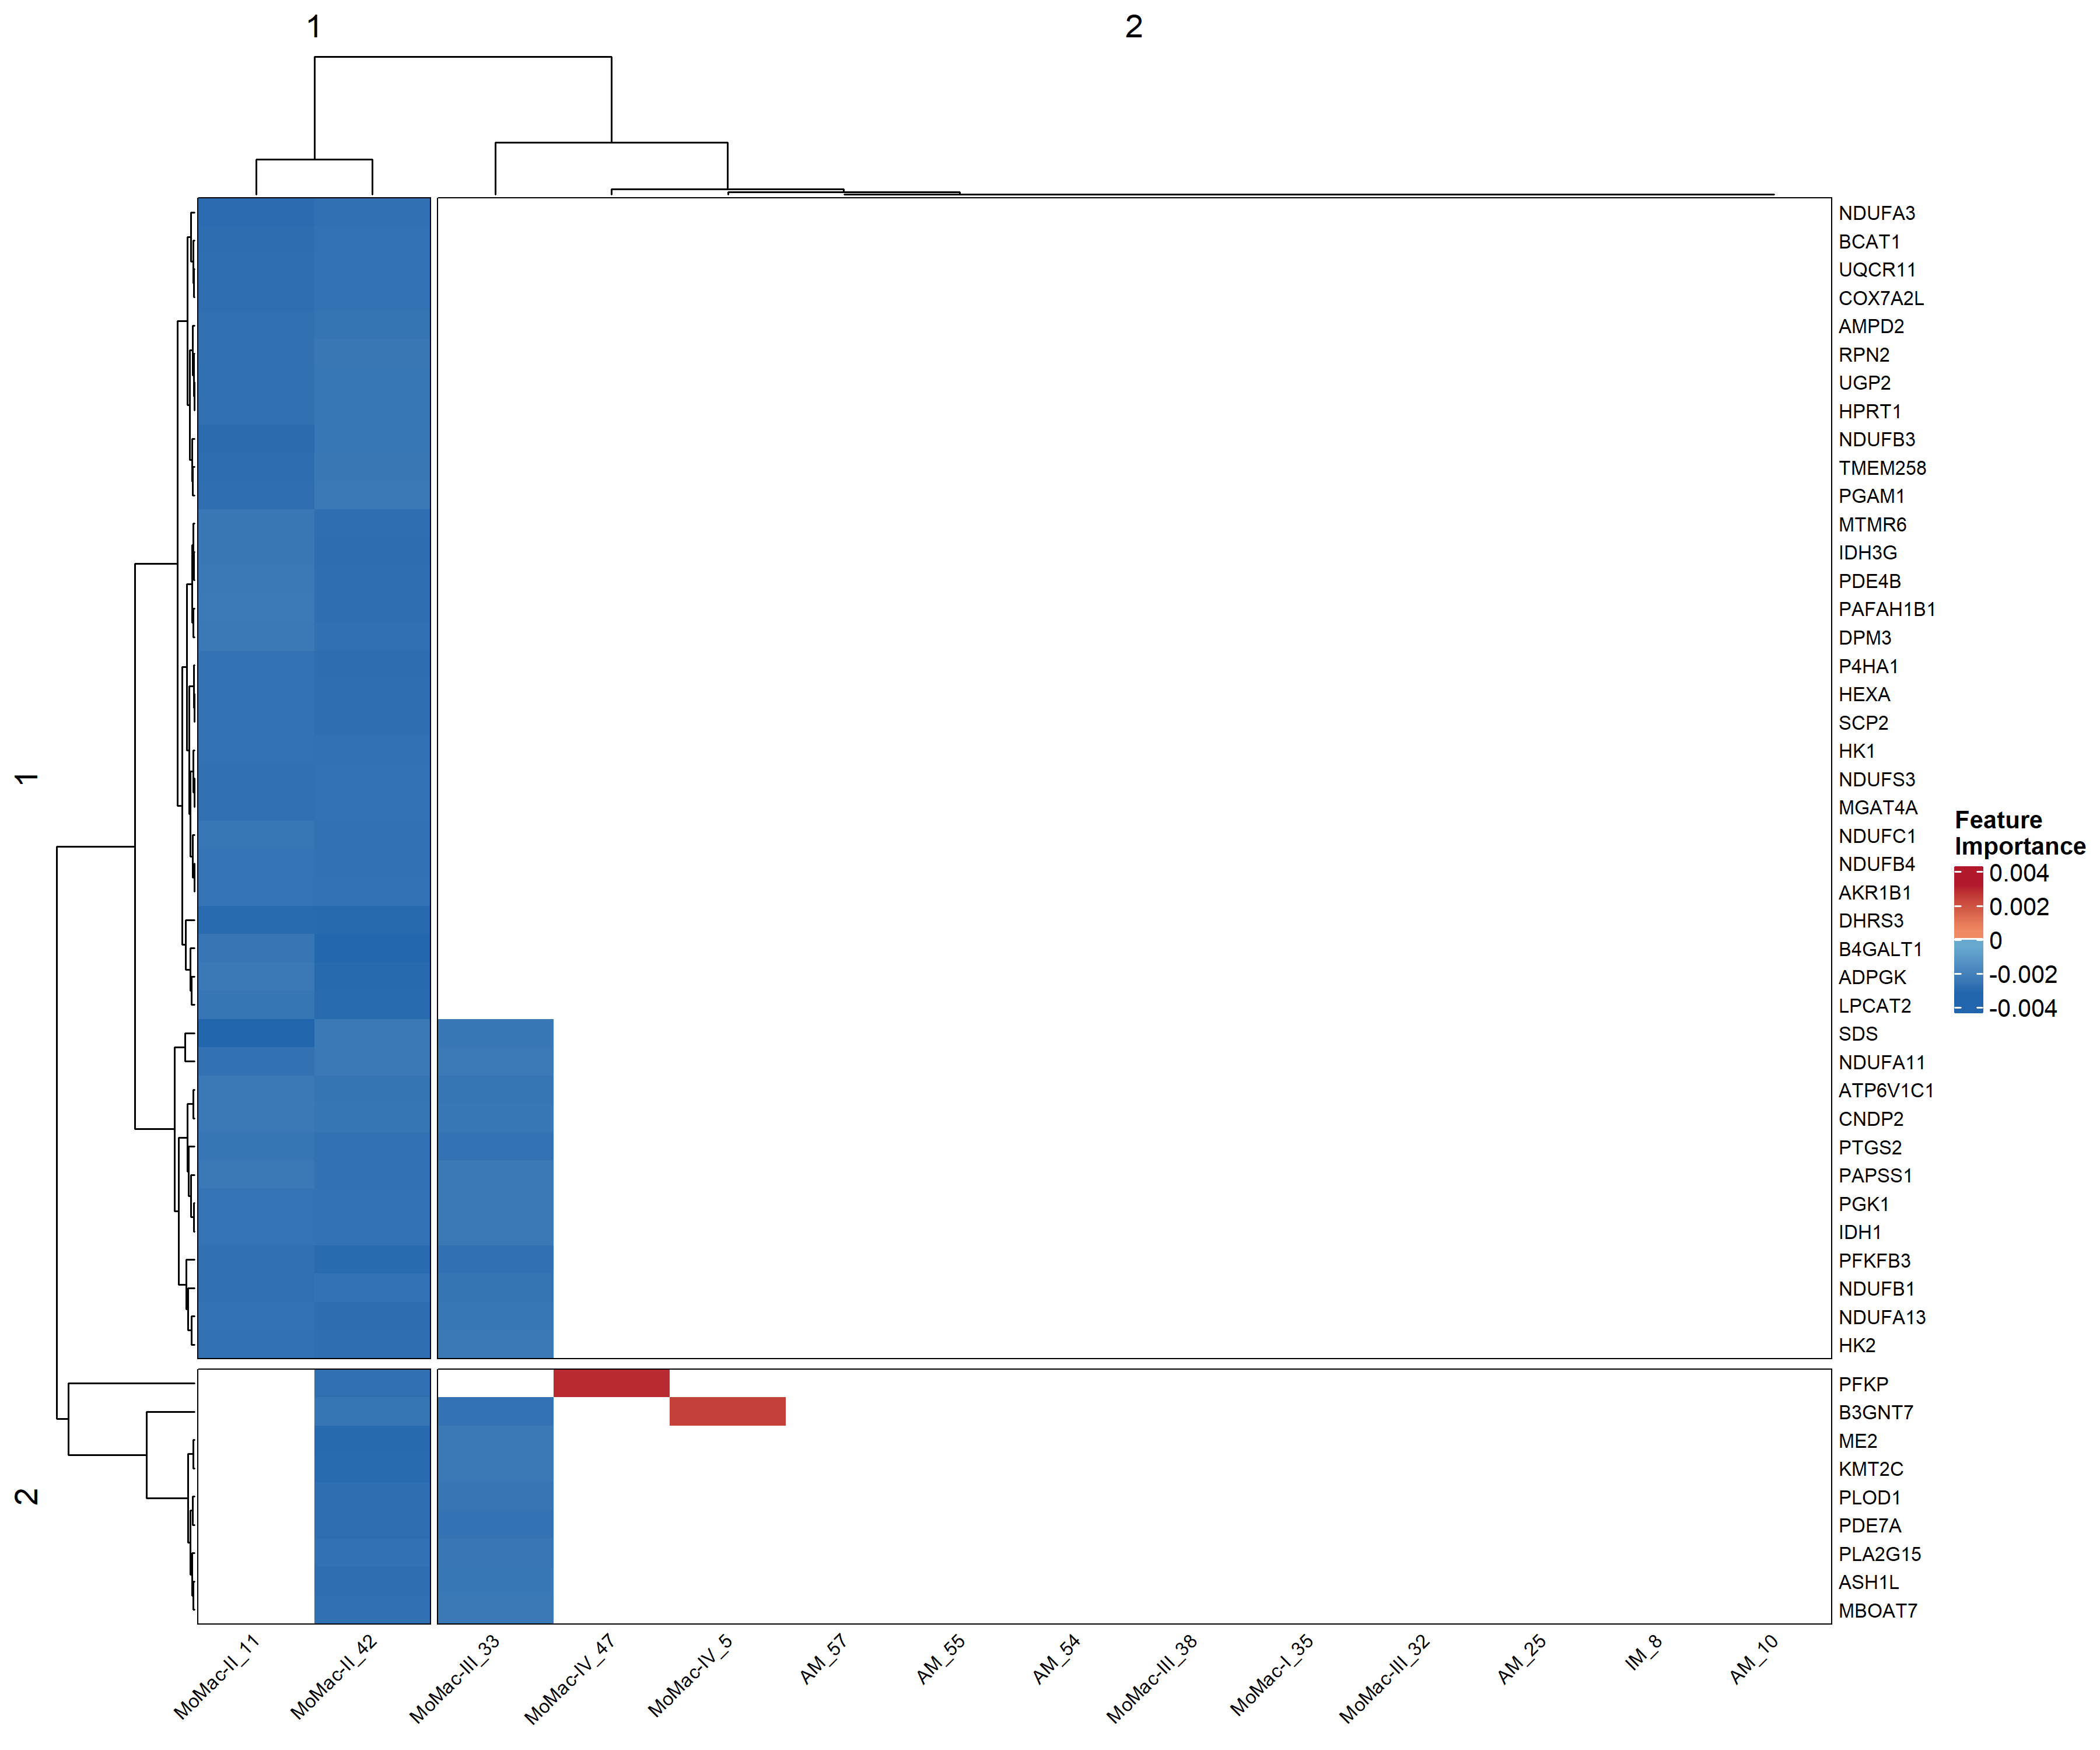 1
2
1
2
NDUFA3
BCAT1
UQCR11
COX7A2L
AMPD2
RPN2
UGP2
HPRT1
NDUFB3
TMEM258
PGAM1
MTMR6
IDH3G
PDE4B
PAFAH1B1
DPM3
P4HA1
HEXA
SCP2
HK1
NDUFS3
MGAT4A
NDUFC1
NDUFB4
AKR1B1
DHRS3
B4GALT1
ADPGK
LPCAT2
SDS
NDUFA11
ATP6V1C1
CNDP2
PTGS2
PAPSS1
PGK1
IDH1
PFKFB3
NDUFB1
NDUFA13
HK2
PFKP
B3GNT7
ME2
KMT2C
PLOD1
PDE7A
PLA2G15
ASH1L
MBOAT7
MoMac-II_11
MoMac-II_42
MoMac-III_33
MoMac-IV_47
MoMac-IV_5
AM_57
AM_55
AM_54
MoMac-III_38
MoMac-I_35
MoMac-III_32
AM_25
IM_8
AM_10
Feature
Importance
0.004
0.002
0
-0.002
-0.004